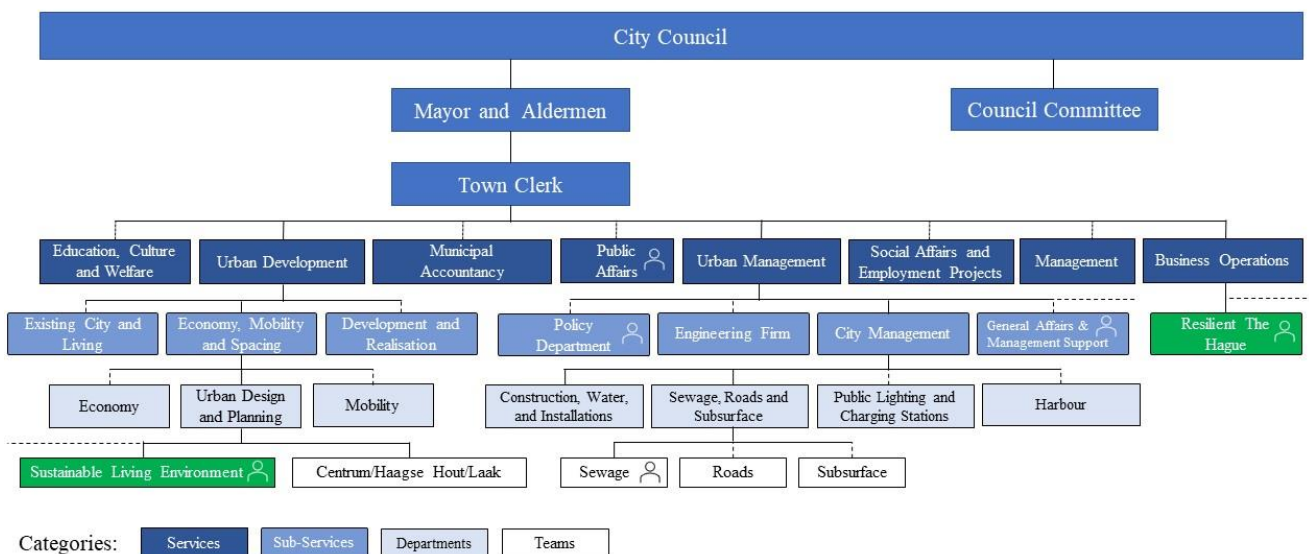 City Council
Mayor and Aldermen
Council Committee
Town Clerk
Education, Culture
and Welfare
Urban Development
Municipal
Accountancy
Public
Affairs
Urban Management
Social Affairs and
Employment Projects
Management
Business Operations
Existing City and
Living
Economy, Mobility
and Spacing
Development and
Realisation
Policy
Department
Engineering Firm
City Management
General Affairs &
Management Support
Resilient The
Hague
Economy
Urban Design
and Planning
Mobility
Construction, Water,
and Installations
Sewage, Roads and
Subsurface
Public Lighting and
Charging Stations
Harbour
Sustainable Living Environment
Centrum/Haagse Hout/Laak
Sewage
Roads
Subsurface
Categories:
Services
Sub-Services
Departments
Teams